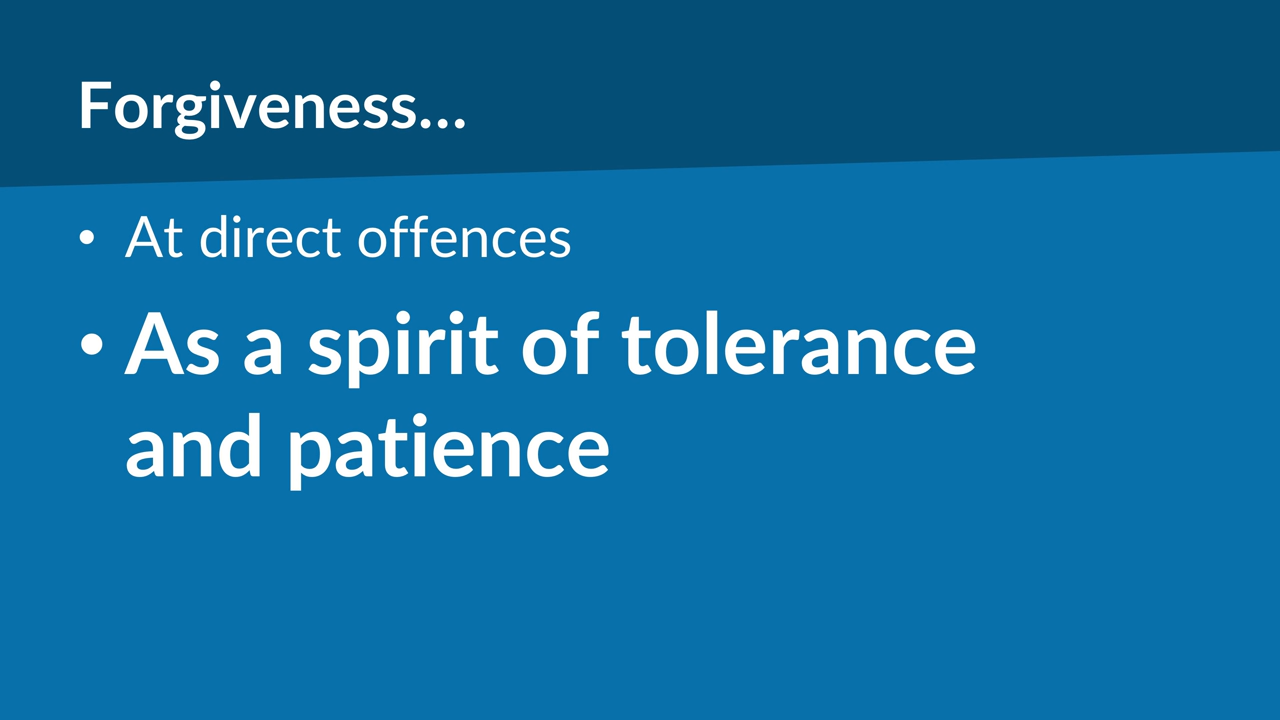 Forgiveness...
• At direct offences
• As a spirit of tolerance
and patience